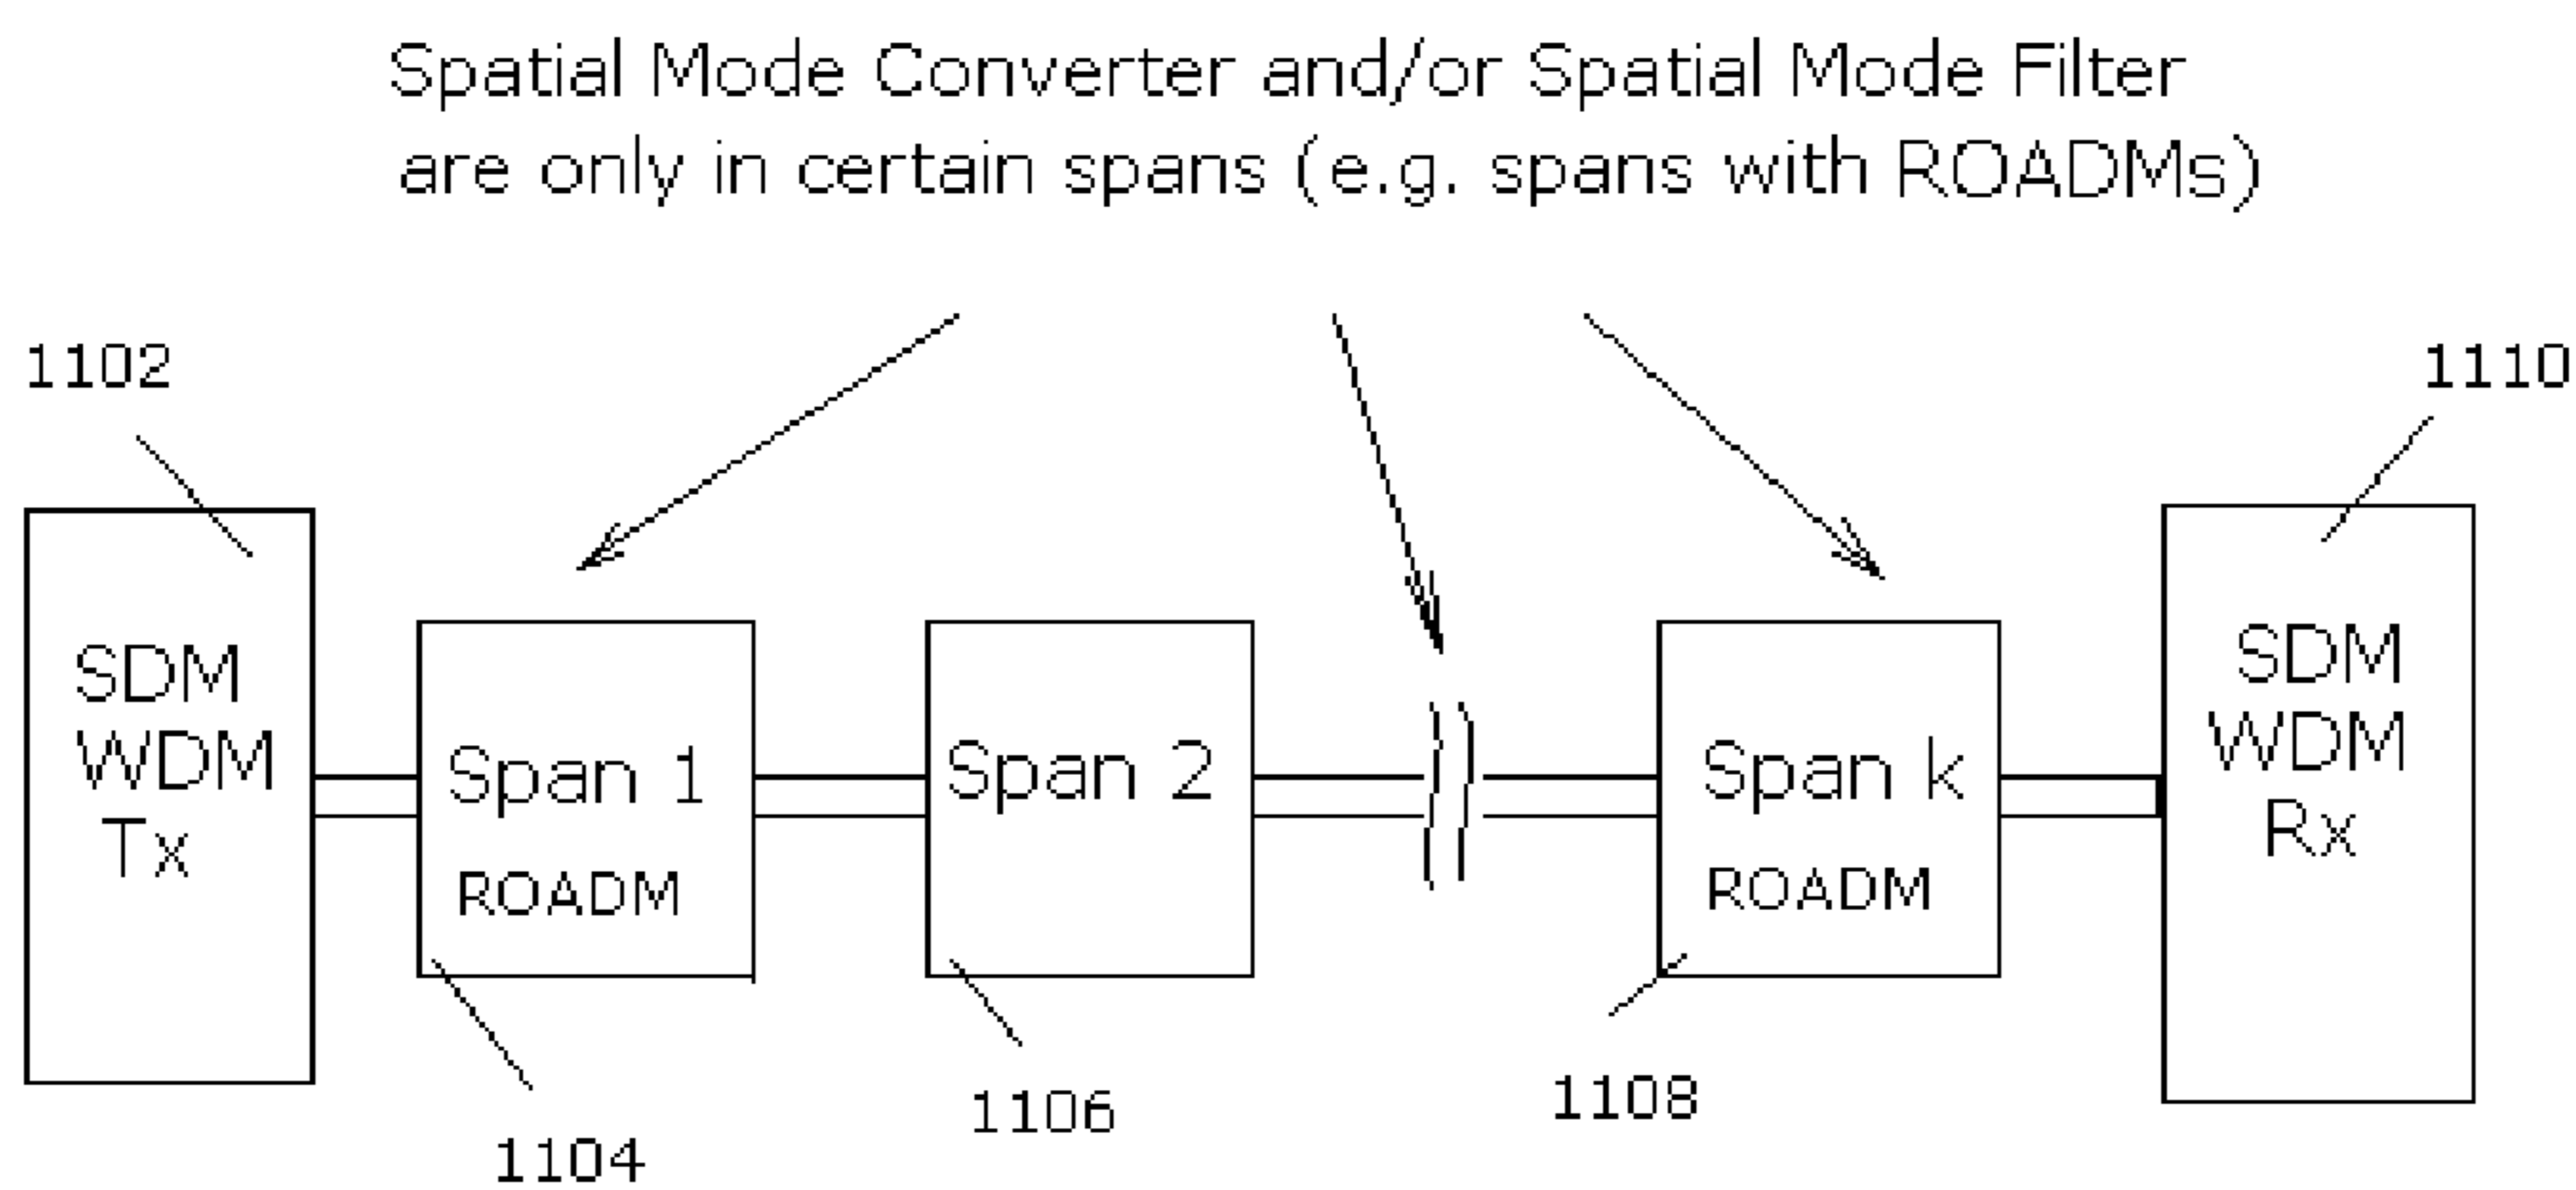 Spatial Mode Converter and/or Spatial Mode Filter
are only in certain spans (e.g. spans with ROADMs)
1102
1110
SDM
WDM
Tx
Span 1
ROADM
Span 2
Span k
ROADM
SDM
WDM
Rx
1104
1106
1108